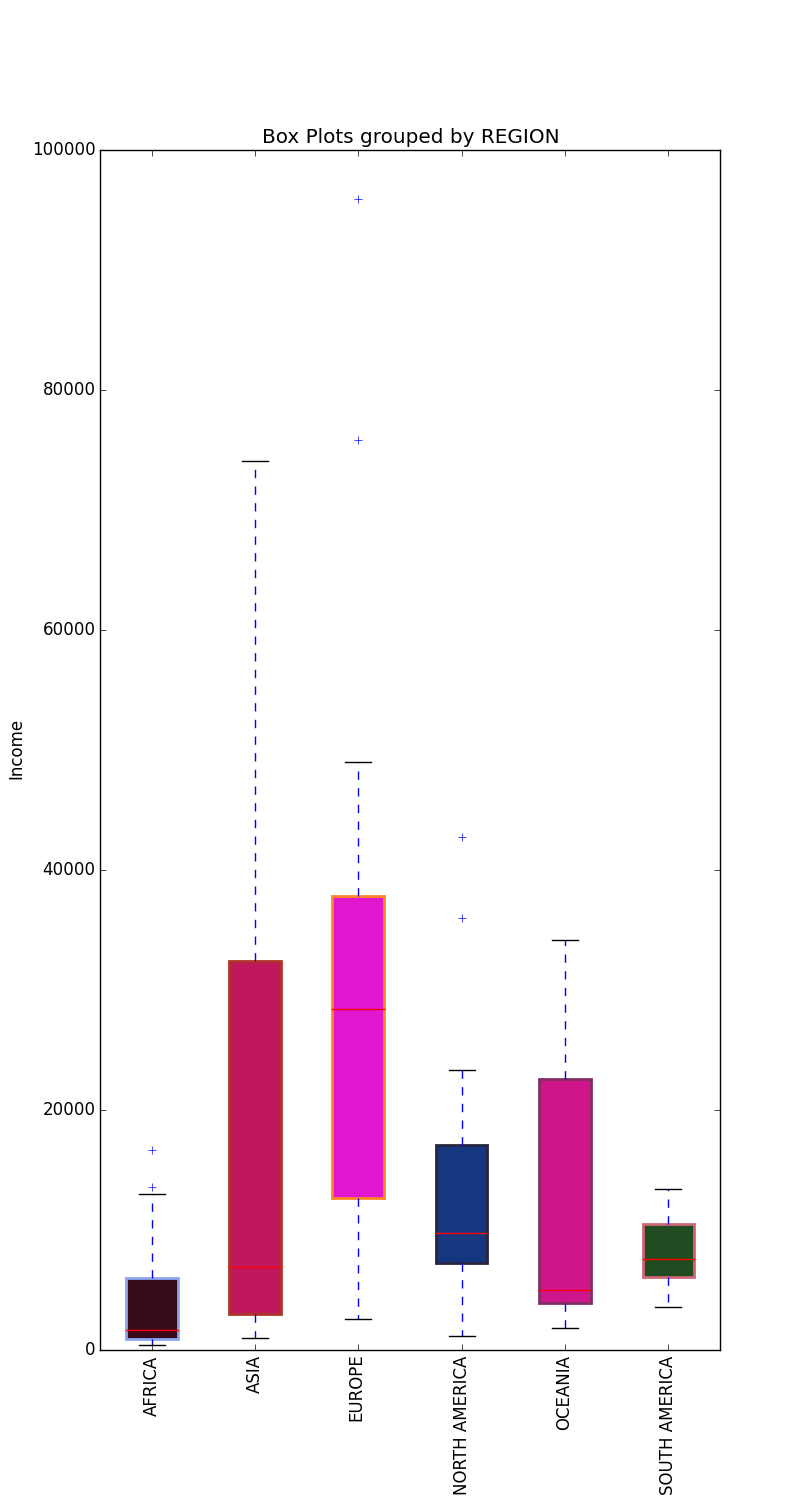 Box Plots grouped by REGION
100000
80000
60000
40000
20000
0
Income
AFRICA
ASIA
EUROPE
NORTH AMERICA
OCEANIA
SOUTH AMERICA